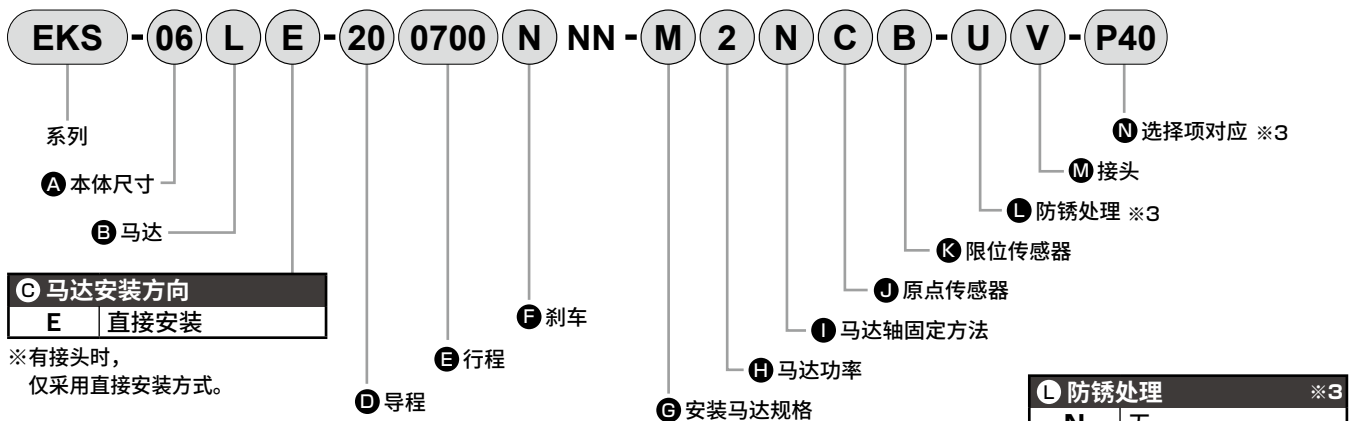 EKS-06LE-200700N NN-M2NCB-UV-P40
系列
A 本体尺寸
B 马达
C 马达安装方向
E 直接安装
※有接头时，
仅采用直接安装方式。
D 导程
E 行程
F 刹车
G 安装马达规格
H 马达功率
I 马达轴固定方法
J 原点传感器
K 限位传感器
L 防锈处理 ※3
M 接头
N 选择项对应 ※3
L 防锈处理 ※3